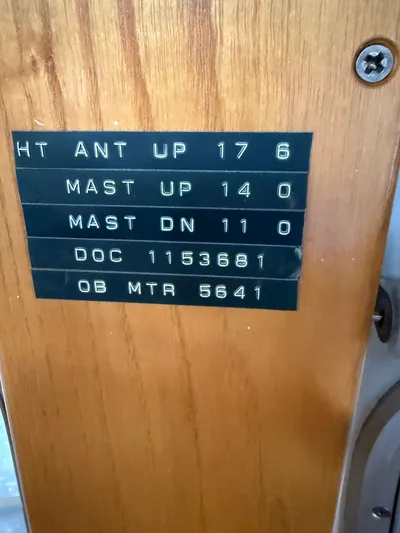 HT ANT UP 17 6
MAST UP 14 0
MAST DN 11 0
DOC 1153681
OB MTR 5641